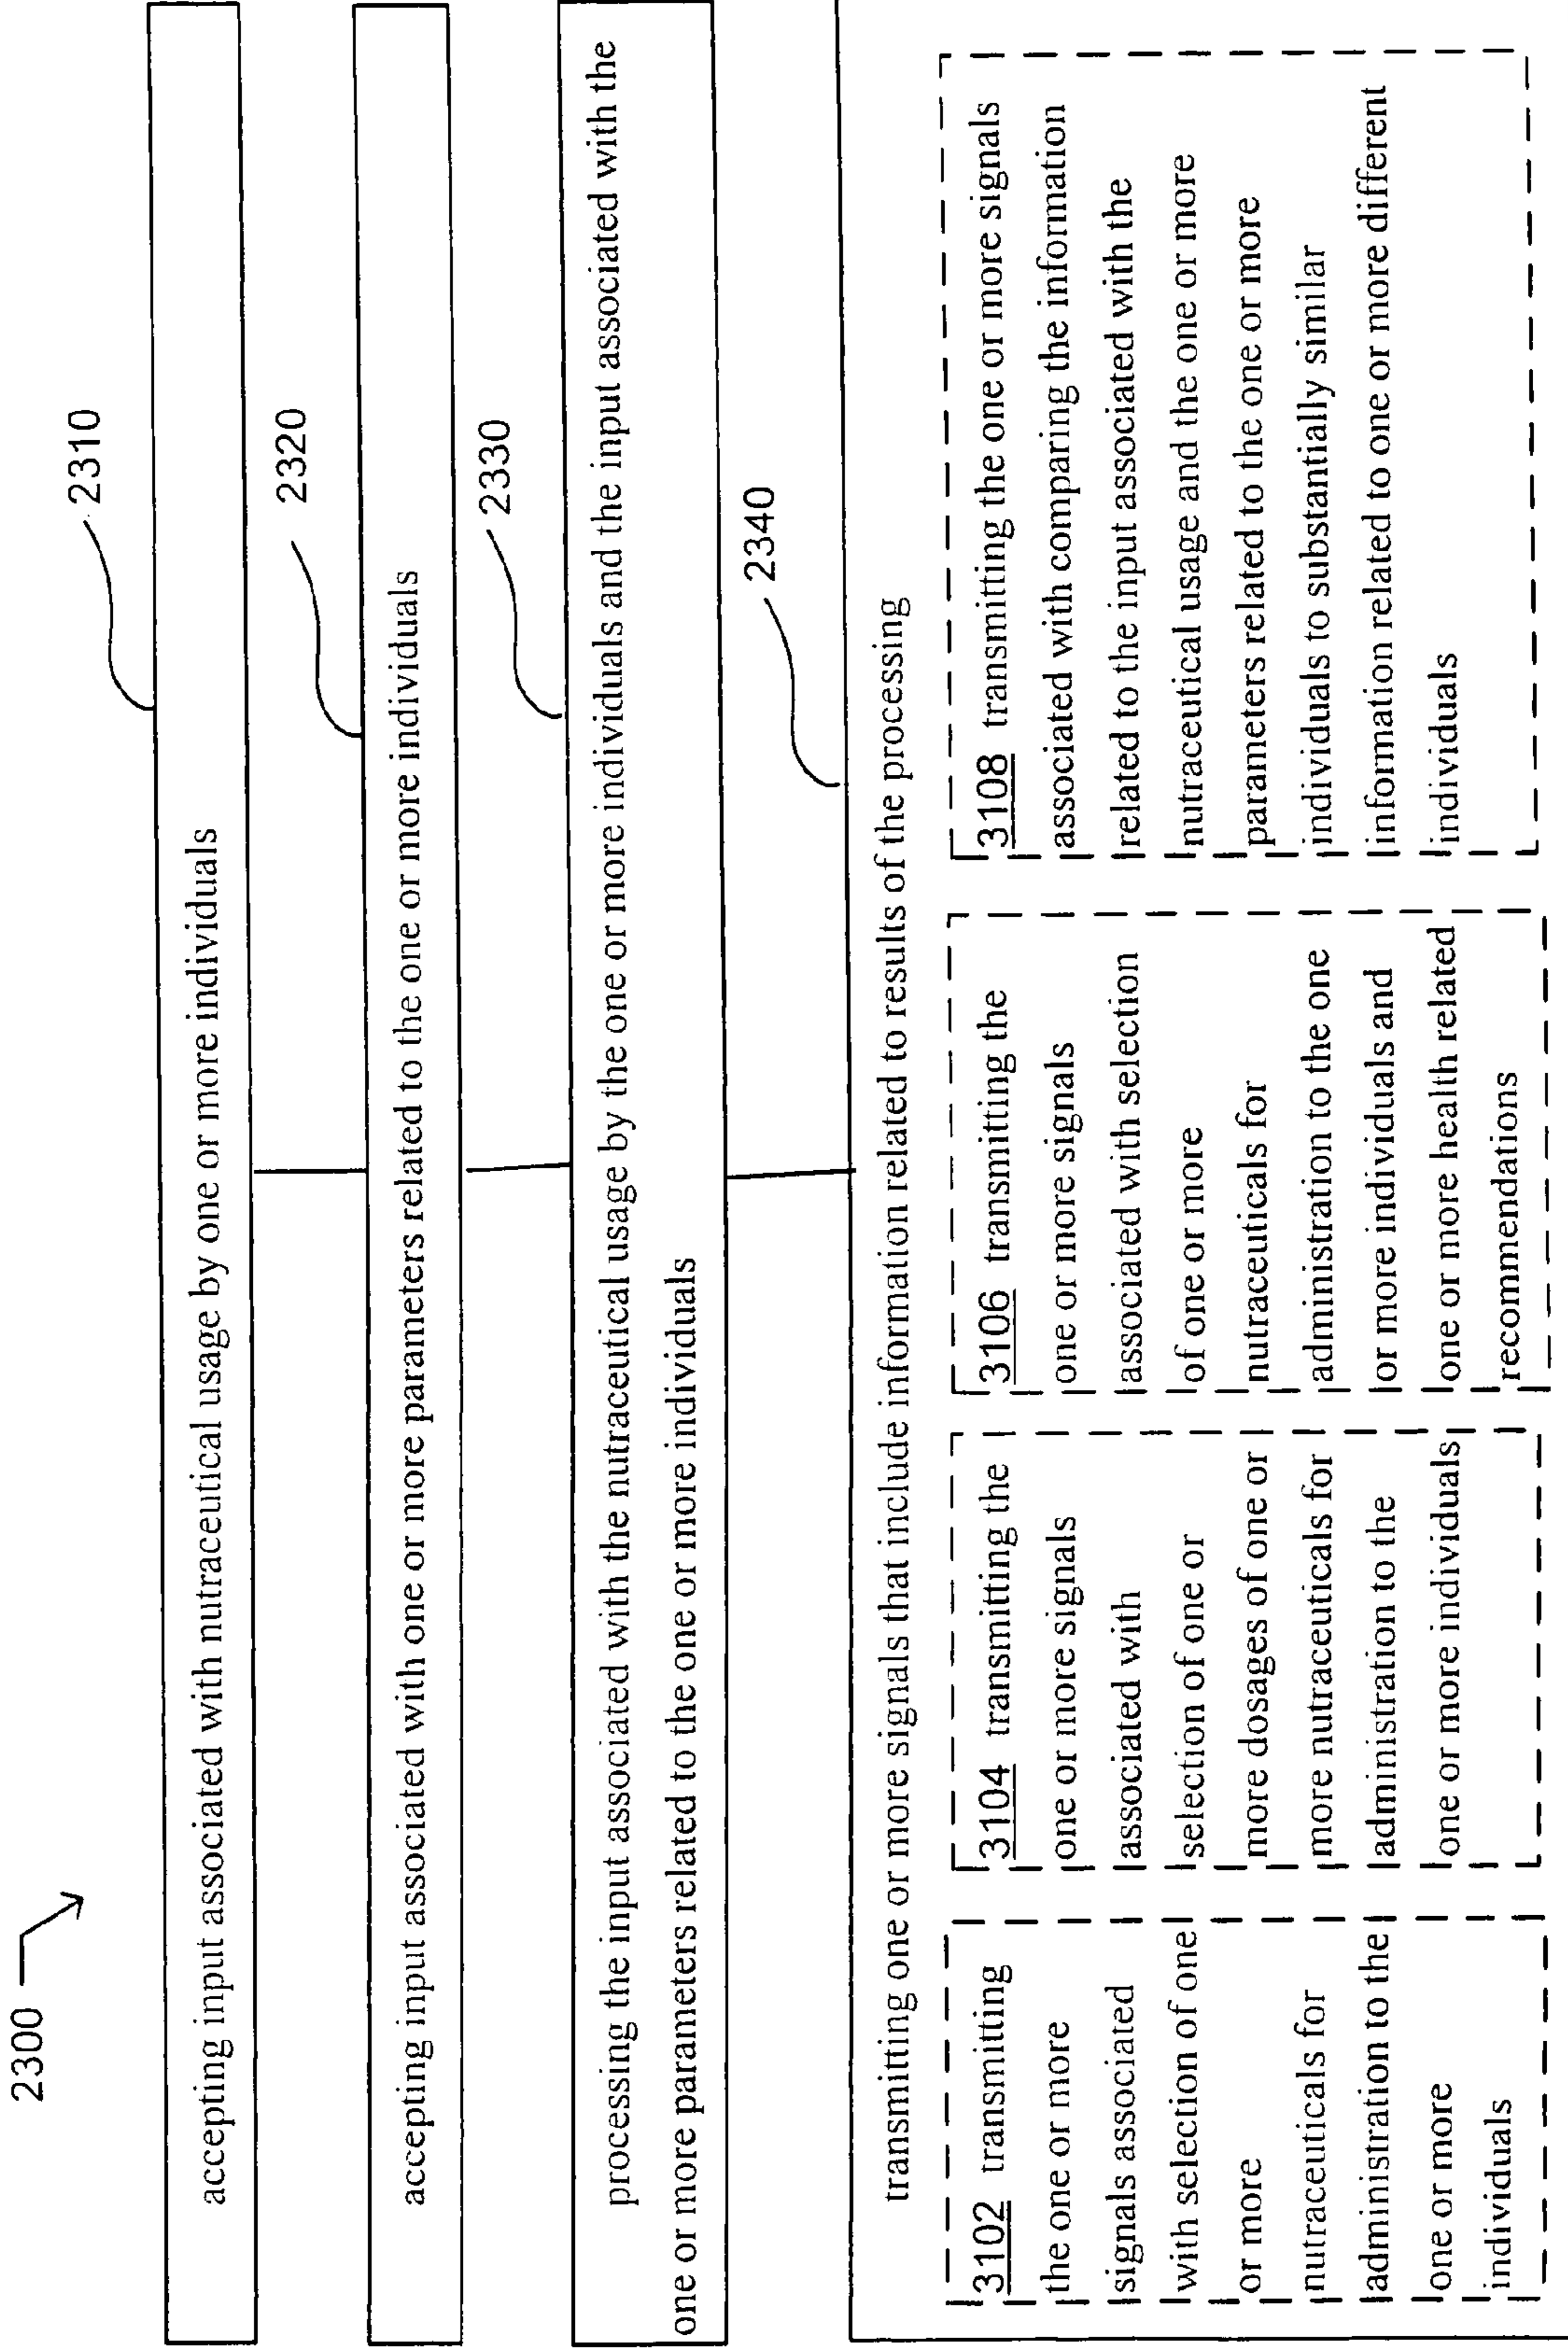 2300
2310
accepting input associated with nutraceutical usage by one or more individuals
2320
accepting input associated with one or more parameters related to the one or more individuals
2330
processing the input associated with the nutraceutical usage by the one or more individuals and the input associated with the
one or more parameters related to the one or more individuals
2340
transmitting one or more signals that include information related to results of the processing
3102 transmitting
the one or more
signals associated
with selection of one
or more
nutraceuticals for
administration to the
one or more
individuals
3104 transmitting the
one or more signals
associated with
selection of one or
more dosages of one or
more nutraceuticals for
administration to the
one or more individuals
3106 transmitting the
one or more signals
associated with selection
of one or more
nutraceuticals for
administration to the one
or more individuals and
one or more health related
recommendations
3108 transmitting the one or more signals
associated with comparing the information
related to the input associated with the
nutraceutical usage and the one or more
parameters related to the one or more
individuals to substantially similar
information related to one or more different
individuals